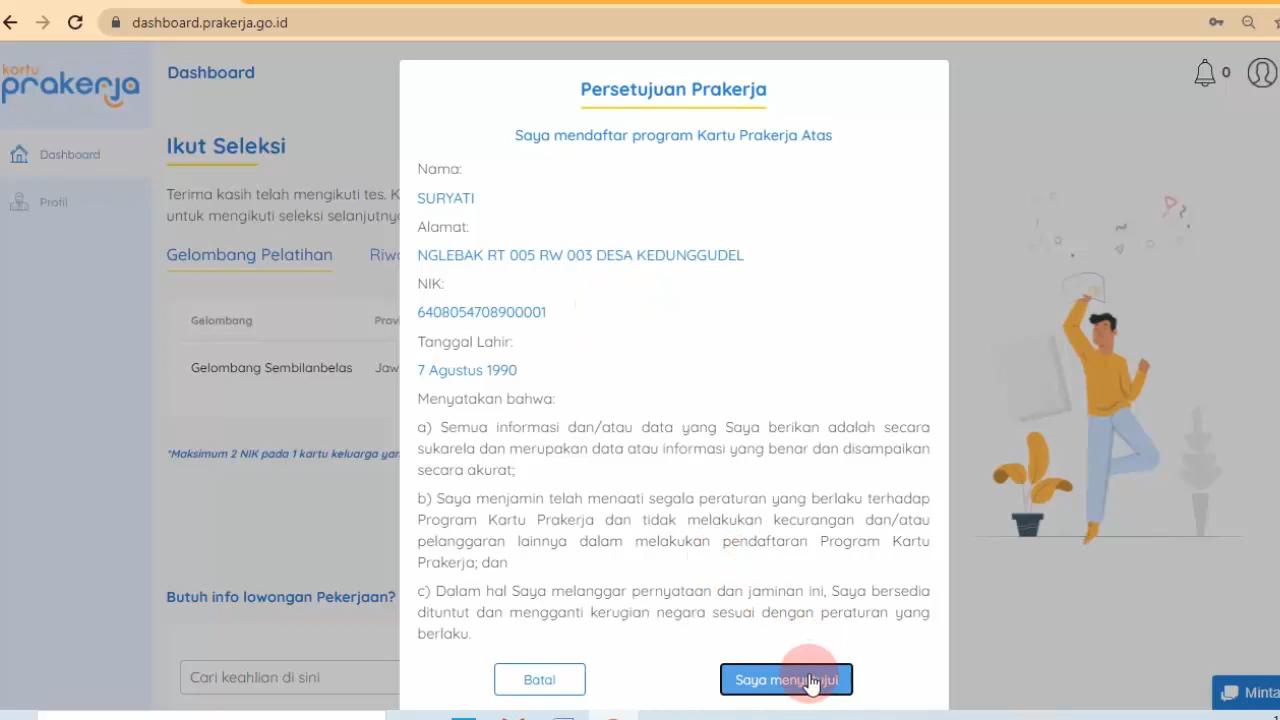 dashboard.prakerja.go.id
kartu
prakerja
Dashboard
0
Dashboard
Profil
Ikut Seleksi
Terima kasih telah mengikuti tes. K
untuk mengikuti seleksi selanjutny
Gelombang Pelatihan
Gelombang
Gelombang Sembilanbelas
*Maksimum 2 NIK pada 1 kartu keluarga
Butuh info lowongan Pekerjaan?
Cari keahlian di sini
Persetujuan Prakerja
Saya mendaftar program Kartu Prakerja Atas
Nama:
SURYATI
Alamat:
NGLEBAK RT 005 RW 003 DESA KEDUNGGUDEL
NIK:
6408054708900001
Tanggal Lahir:
7 Agustus 1990
Menyatakan bahwa:
a) Semua informasi dan/atau data yang Saya berikan adalah secara
sukarela dan merupakan data atau informasi yang benar dan disampaikan
secara akurat;
b) Saya menjamin telah menaati segala peraturan yang berlaku terhadap
Program Kartu Prakerja dan tidak melakukan kecurangan dan/atau
pelanggaran lainnya dalam melakukan pendaftaran Program Kartu
Prakerja; dan
c) Dalam hal Saya melanggar pernyataan dan jaminan ini, Saya bersedia
dituntut dan mengganti kerugian negara sesuai dengan peraturan yang
berlaku.
Batal
Saya menyetujui
Minta